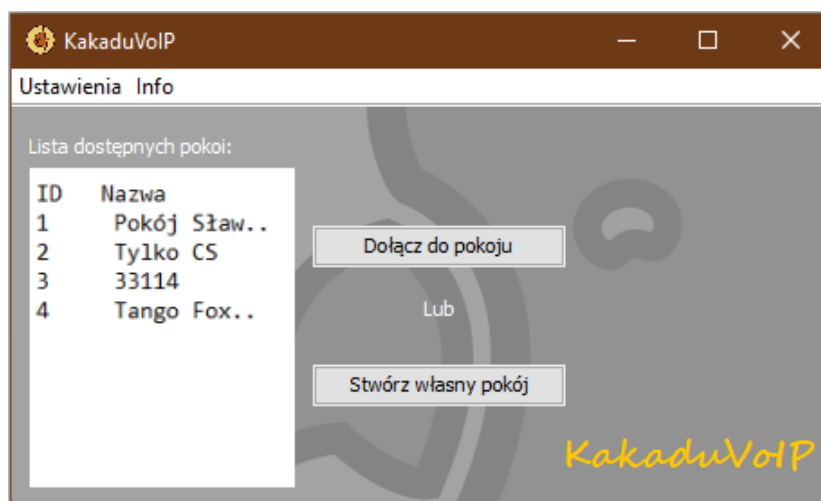 KakaduVoIP
Ustawienia Info
Lista dostępnych pokoi:
ID Nazwa
1 Pokój Sław..
2 Tylko CS
3 33114
4 Tango Fox..
Dołącz do pokoju
Lub
Stwórz własny pokój
KakaduVoIP